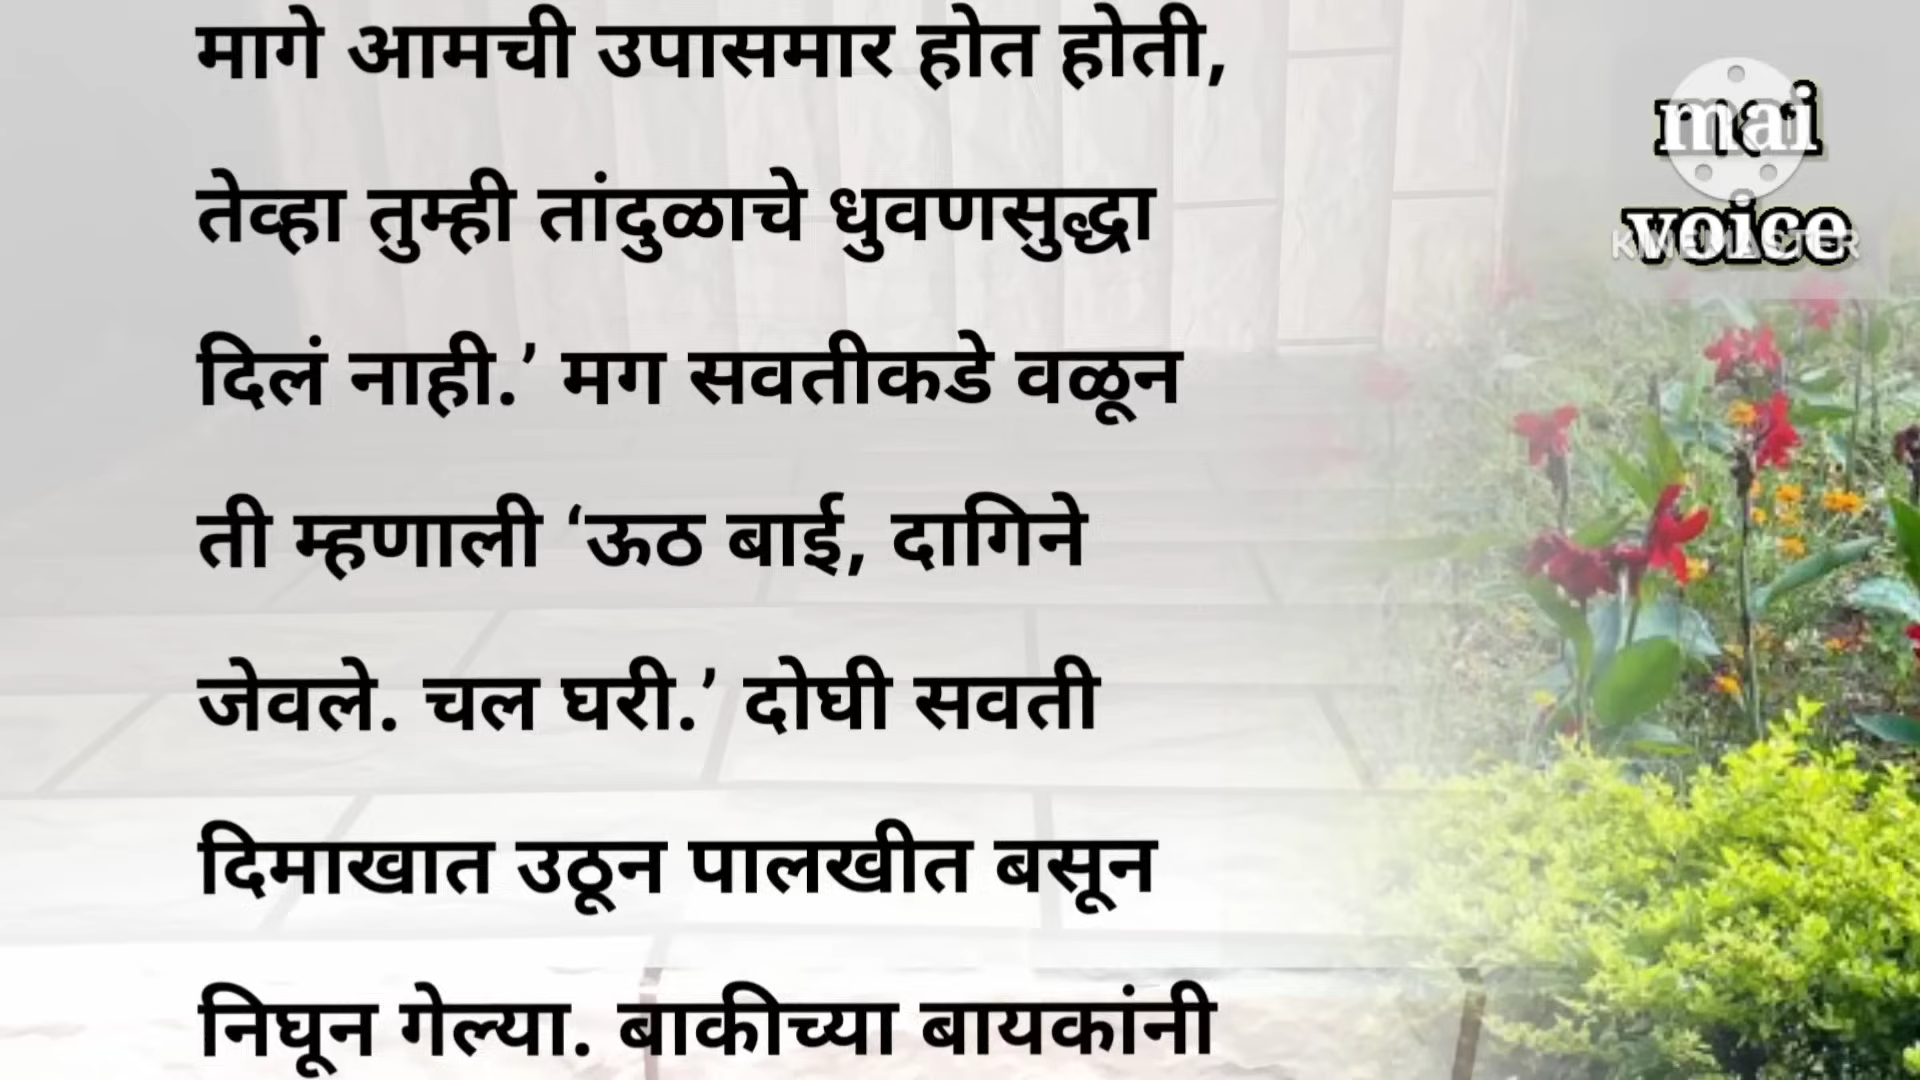 मागे आमची उपासमार होत होती,
तेव्हा तुम्ही तांदुळाचे धुवणसुद्धा
दिलं नाही.’ मग सवतीकडे वळून
ती म्हणाली ‘ऊठ बाई, दागिने
जेवले. चल घरी.’ दोघी सवती
दिमाखात उठून पालखीत बसून
निघून गेल्या. बाकीच्या बायकांनी
mai
voice
KINEMASTER